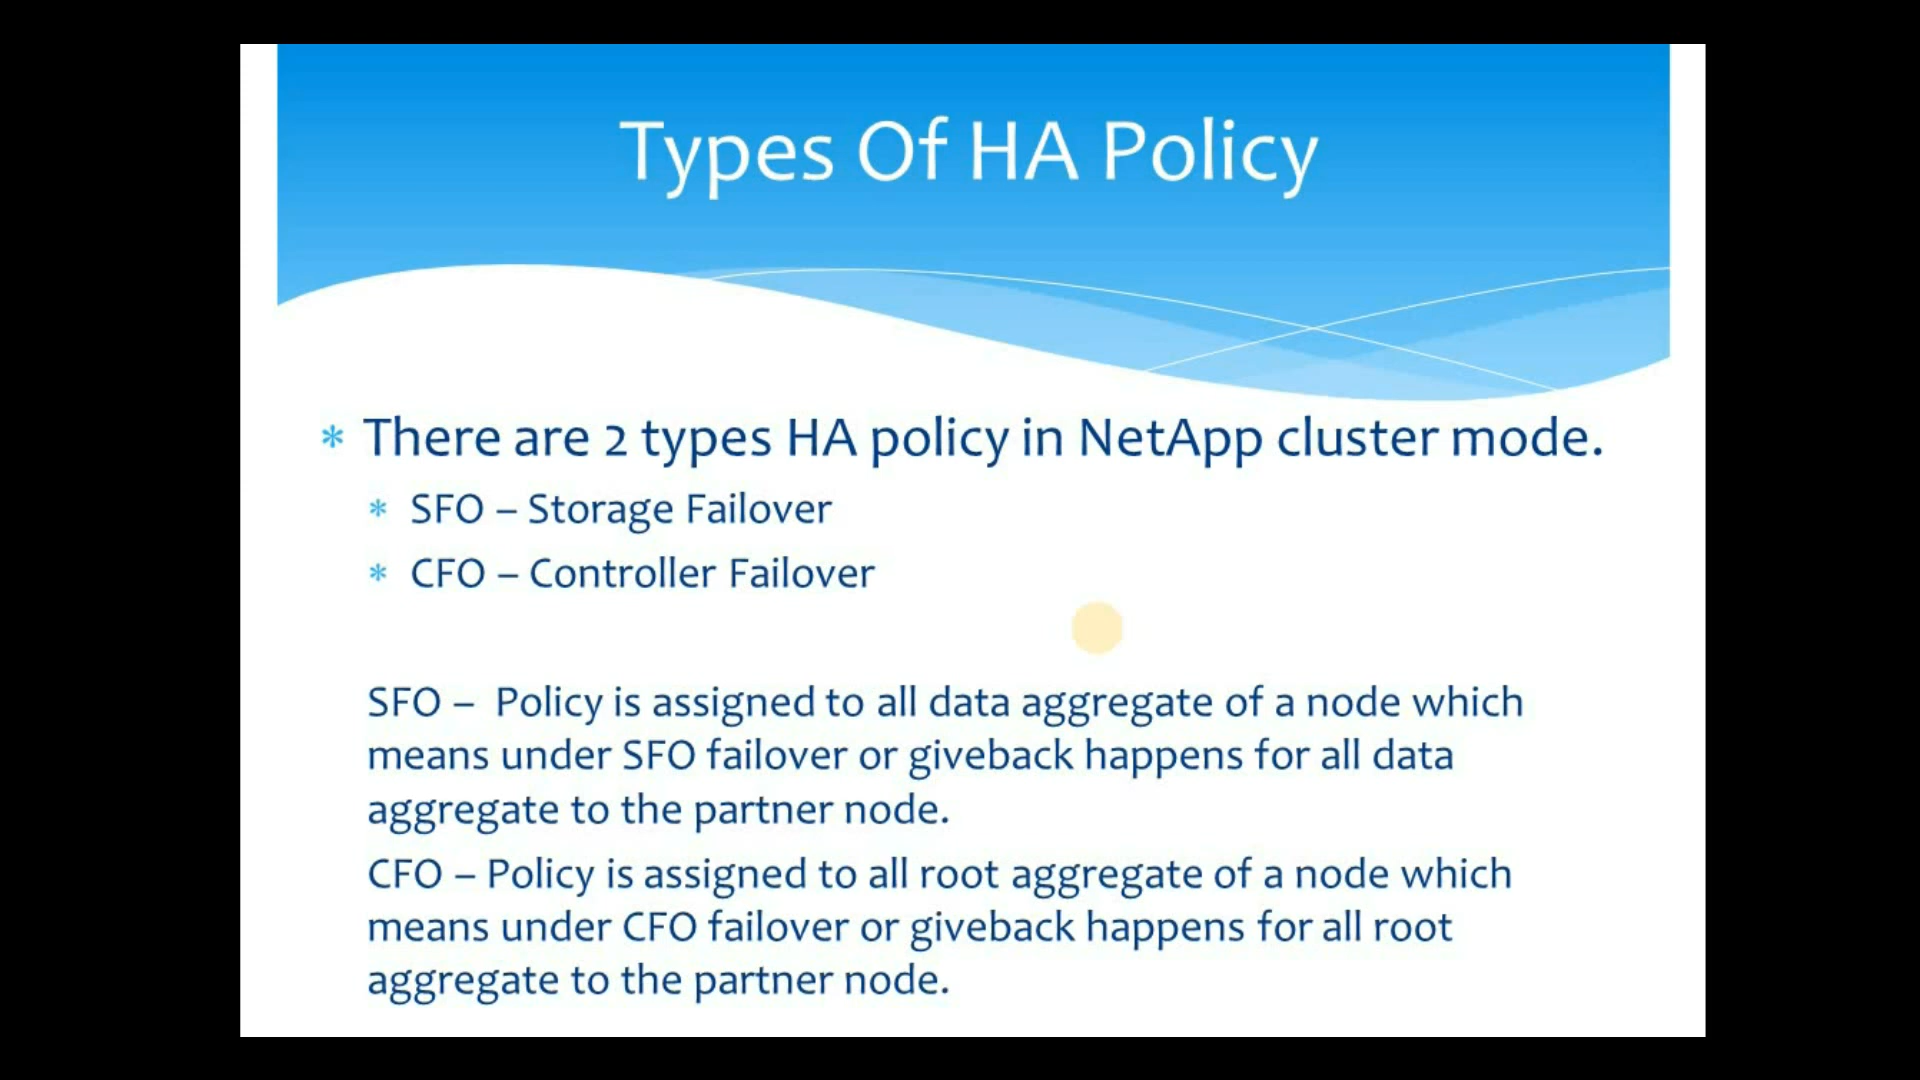 Types Of HA Policy
* There are 2 types HA policy in NetApp cluster mode.
* SFO – Storage Failover
* CFO – Controller Failover
SFO – Policy is assigned to all data aggregate of a node which
means under SFO failover or giveback happens for all data
aggregate to the partner node.
CFO – Policy is assigned to all root aggregate of a node which
means under CFO failover or giveback happens for all root
aggregate to the partner node.